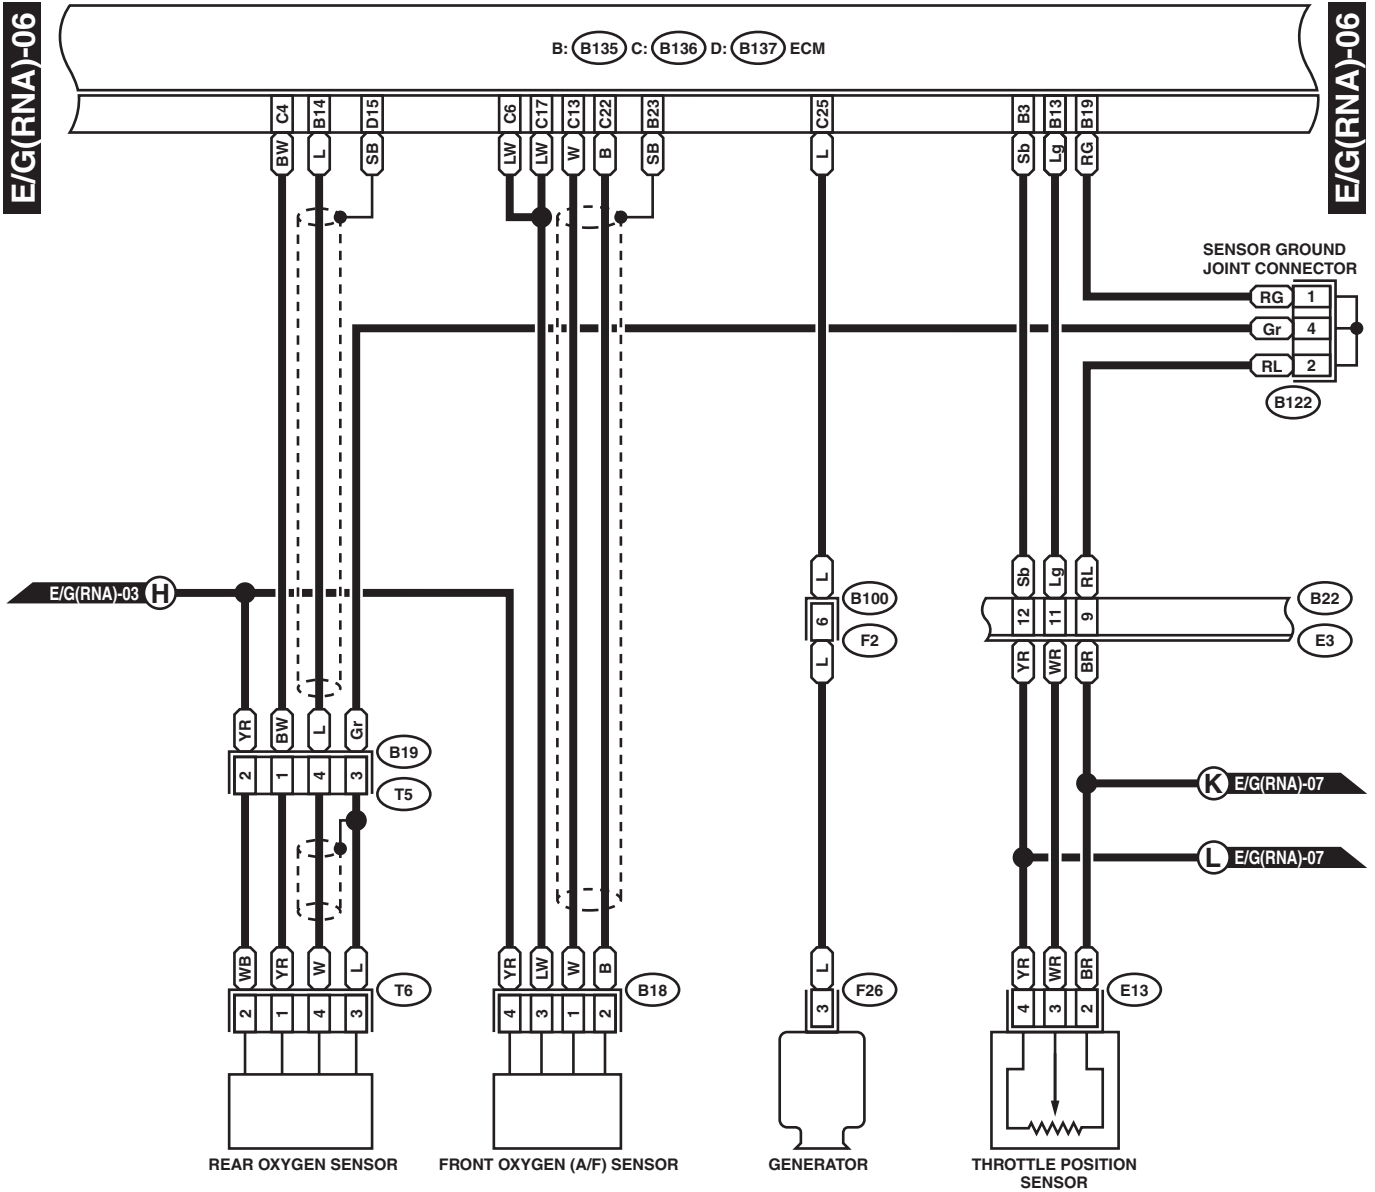 E/G(RNA)-06
E/G(RNA)-06
B: B135 C: B136 D: B137 ECM
C4 B14 D15 C6 C17 C13 C22 B23 C25 B3 B13 B19
BW L SB LW LW W B SB L Sb Lg RG
SENSOR GROUND
JOINT CONNECTOR
RG 1
Gr 4
RL 2
B122
L Sb Lg RL
E/G(RNA)-03 H
B100 B22
6 12 11 9
F2 E3
L YR WR BR
YR BW L Gr
B19
2 1 4 3
T5
K E/G(RNA)-07
L E/G(RNA)-07
WB YR W L YR LW W B L YR WR BR
T6 B18 F26 E13
2 1 4 3 4 3 1 2 3 4 3 2
REAR OXYGEN SENSOR
FRONT OXYGEN (A/F) SENSOR
GENERATOR
THROTTLE POSITION
SENSOR